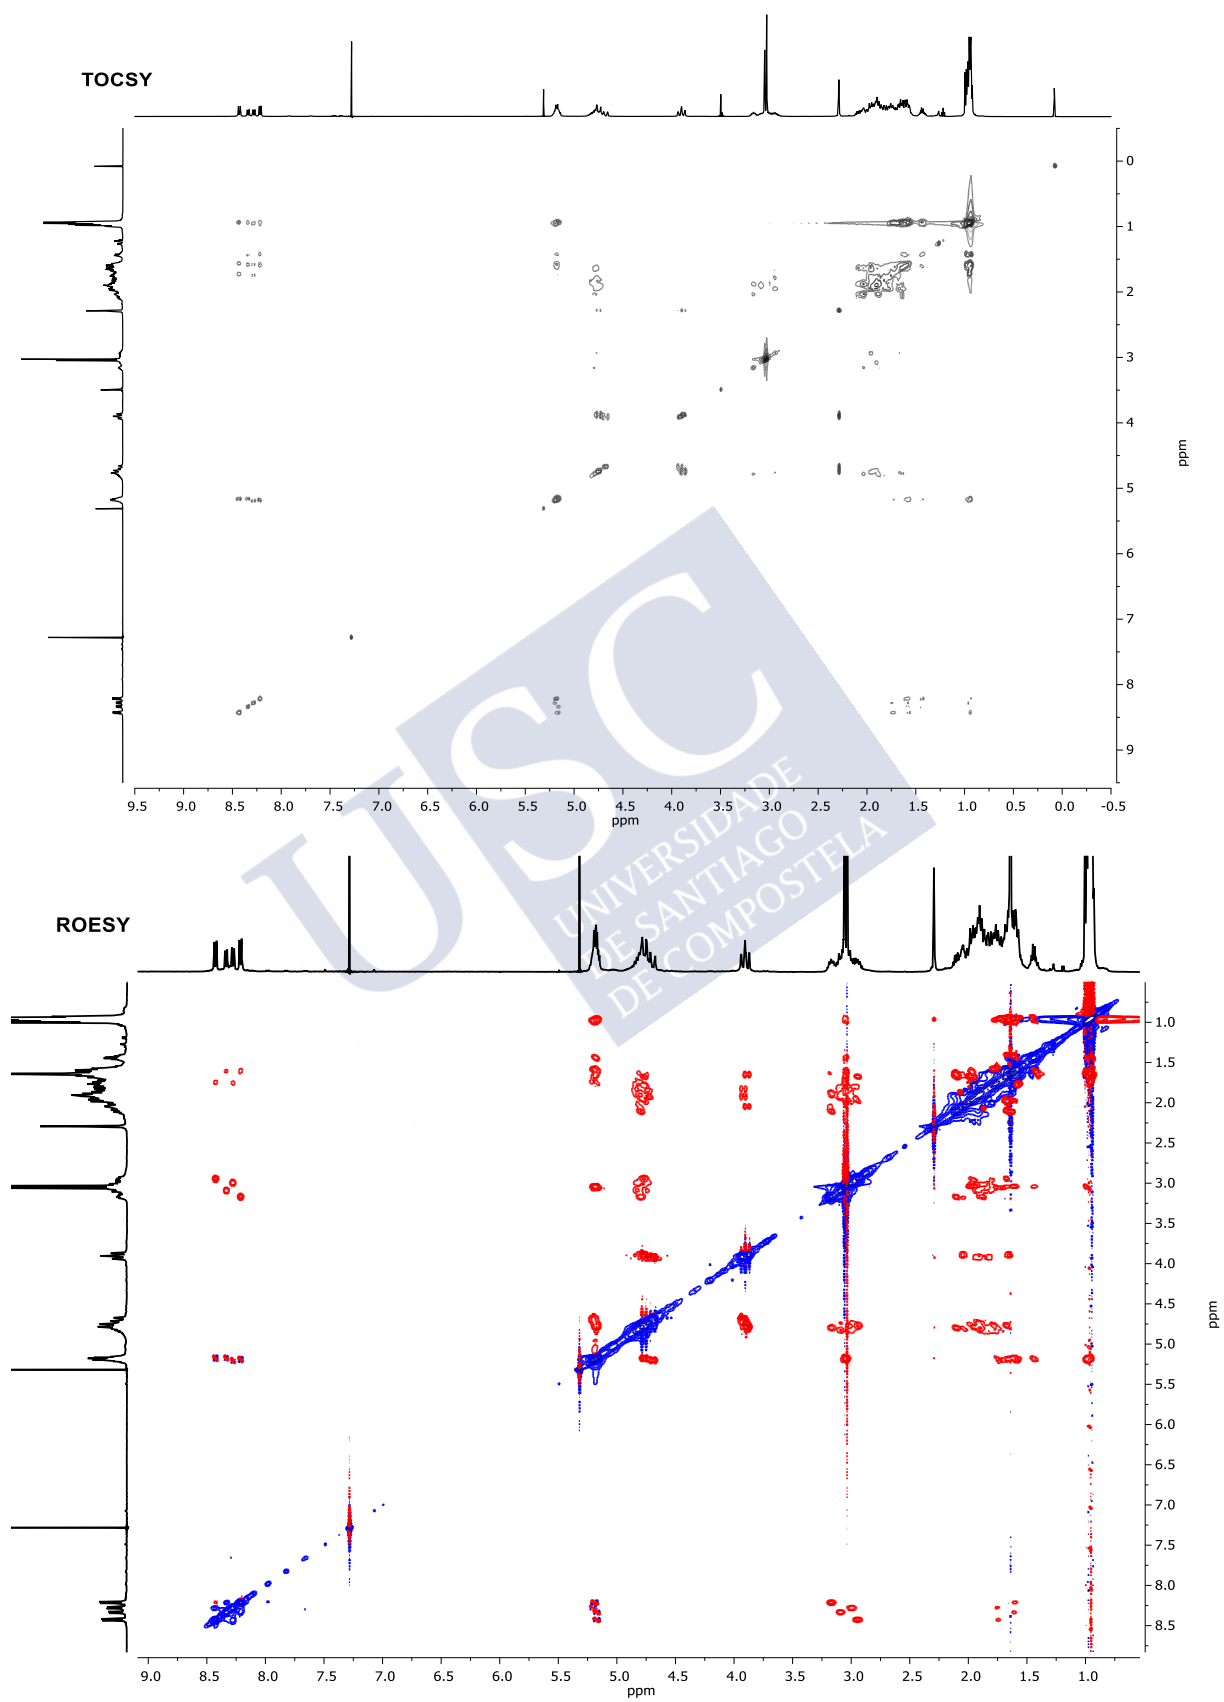 TOCSY
0
1
2
3
4
5
6
7
8
9
ppm
9.5 9.0 8.5 8.0 7.5 7.0 6.5 6.0 5.5 5.0 4.5 4.0 3.5 3.0 2.5 2.0 1.5 1.0 0.5 0.0 -0.5
ppm
USC
UNIVERSIDADE
DE SANTIAGO
DE COMPOSTELA
ROESY
1.0
1.5
2.0
2.5
3.0
3.5
4.0
4.5
5.0
5.5
6.0
6.5
7.0
7.5
8.0
8.5
ppm
9.0 8.5 8.0 7.5 7.0 6.5 6.0 5.5 5.0 4.5 4.0 3.5 3.0 2.5 2.0 1.5 1.0
ppm